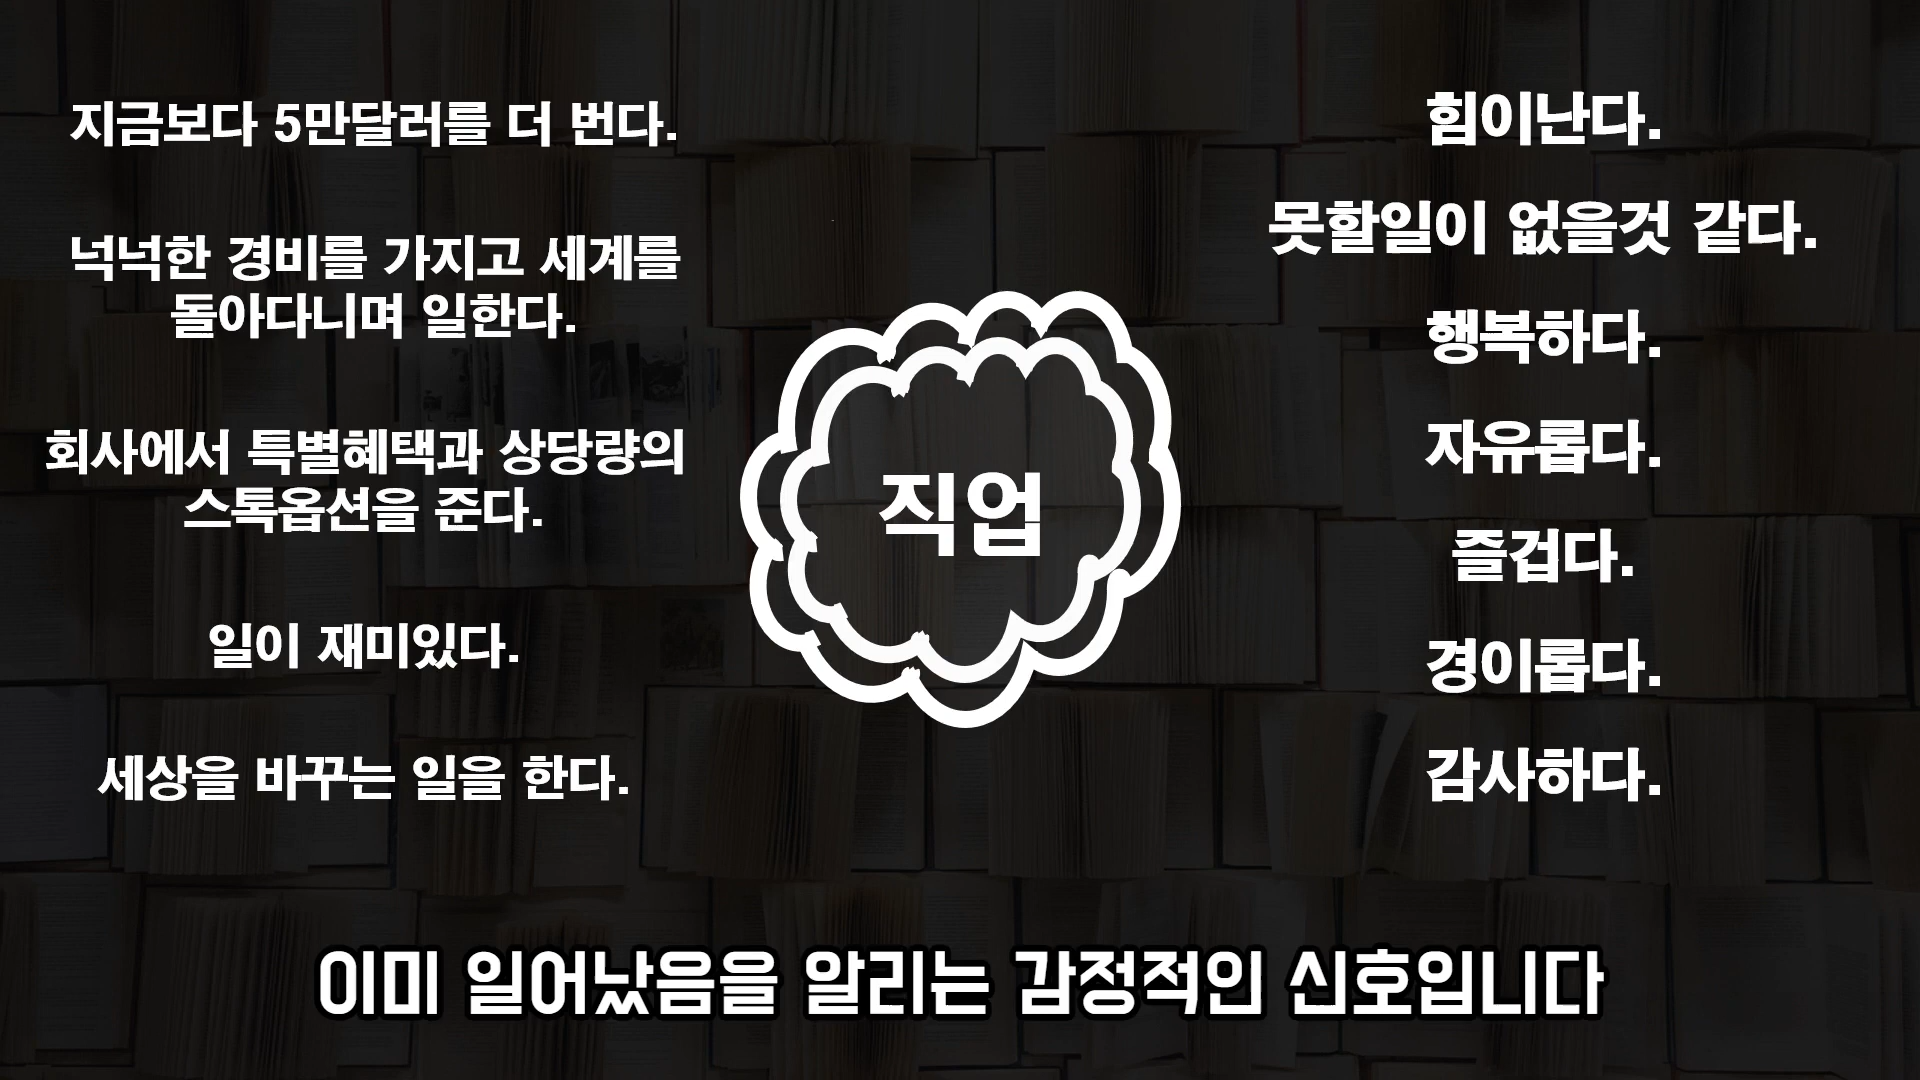 지금보다 5만달러를 더 번다.
넉넉한 경비를 가지고 세계를
돌아다니며 일한다.
회사에서 특별혜택과 상당량의
스톡옵션을 준다.
일이 재미있다.
세상을 바꾸는 일을 한다.
직업
힘이난다.
못할일이 없을것 같다.
행복하다.
자유롭다.
즐겁다.
경이롭다.
감사하다.
이미 일어났음을 알리는 감정적인 신호입니다